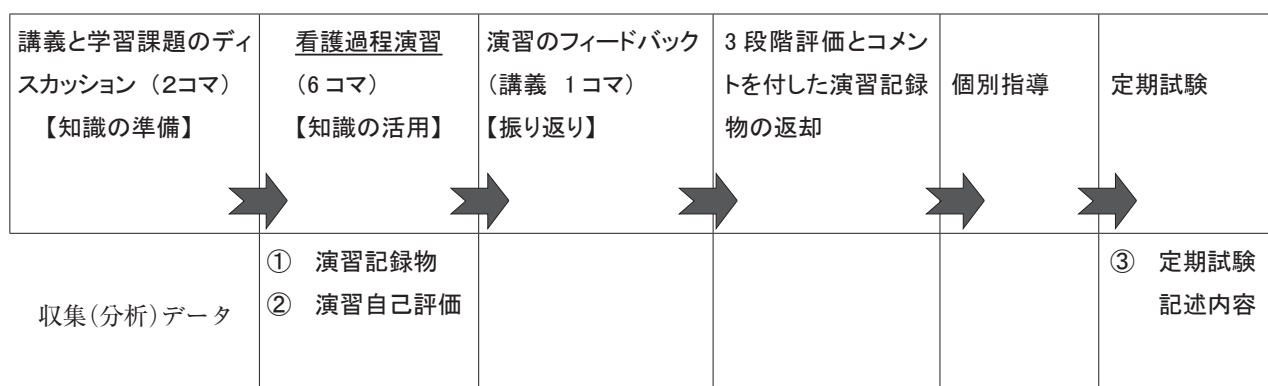 講義と学習課題のディ
スカッション（2コマ）
【知識の準備】
看護過程演習
（6コマ）
【知識の活用】
演習のフィードバック
（講義 1コマ）
【振り返り】
3段階評価とコメン
トを付した演習記録
物の返却
個別指導
定期試験
収集（分析）データ
① 演習記録物
② 演習自己評価
③ 定期試験
記述内容